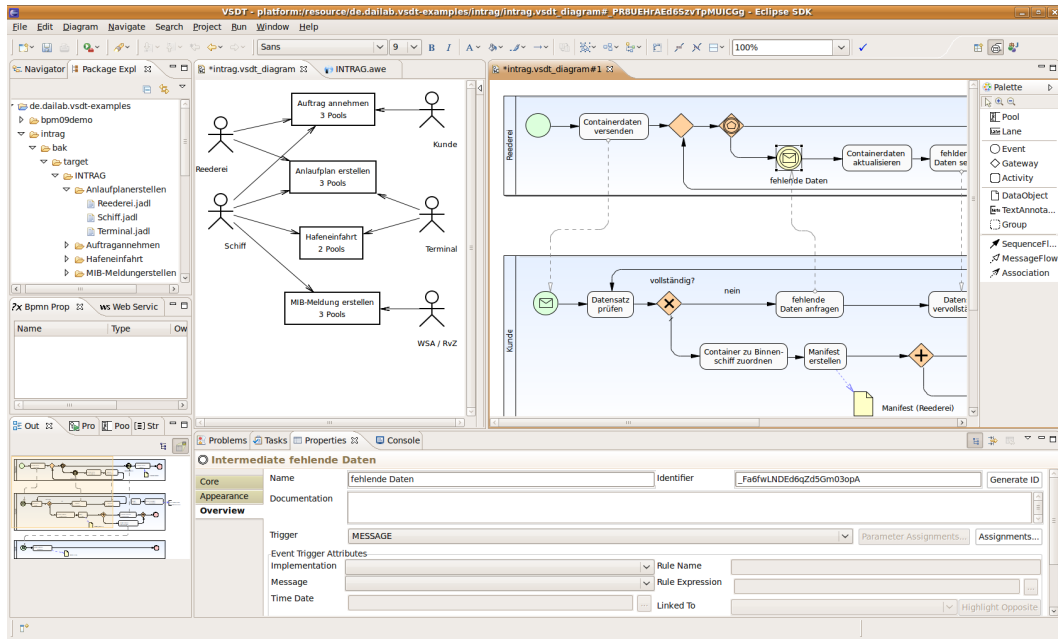 VSDT - platform:/resource/de.dailab.vsdt-examples/intrag/intrag.vsdt_diagram#_PR8UEHrAEd6SzvTpMUICGg - Eclipse SDK
File Edit Diagram Navigate Search Project Run Window Help
Sans 9 B I A 100%
Navigator Package Expl
de.dailab.vsdt-examples
bpm09demo
intrag
bak
target
INTRAG
Anlaufplanerstellen
Reederei.jadl
Schiff.jadl
Terminal.jadl
Auftragannehmen
Hafeneinfahrt
MIB-Meldungerstellen
Bpmn Prop Web Servic
Name Type Ow
Out Pro Poo Str
*intrag.vsdt_diagram INTRAG.awe
Auftrag annehmen
3 Pools
Reederei
Kunde
Anlaufplan erstellen
3 Pools
Schiff
Hafeneinfahrt
2 Pools
Terminal
MIB-Meldung erstellen
3 Pools
WSA / RvZ
*intrag.vsdt_diagram#1
Reederei
Containerdaten
versenden
fehlende Daten
Containerdaten
aktualisieren
fehlder
Daten se
Kunde
Datensatz
prüfen
vollständig?
nein
fehlende
Daten anfragen
Daten
vervollstä
Container zu Binnen-
schiff zuordnen
Manifest
erstellen
Manifest (Reederei)
Palette
Pool
Lane
Event
Gateway
Activity
DataObject
TextAnnota...
Group
SequenceFl...
MessageFlow
Association
Problems Tasks Properties Console
Intermediate fehlende Daten
Core
Appearance
Overview
Name fehlende Daten Identifier _Fa6fwLNDEd6qZd5Gm03opA Generate ID
Documentation
Trigger MESSAGE Parameter Assignments... Assignments...
Event Trigger Attributes
Implementation Rule Name
Message Rule Expression ...
Time Date ... Linked To Highlight Opposite